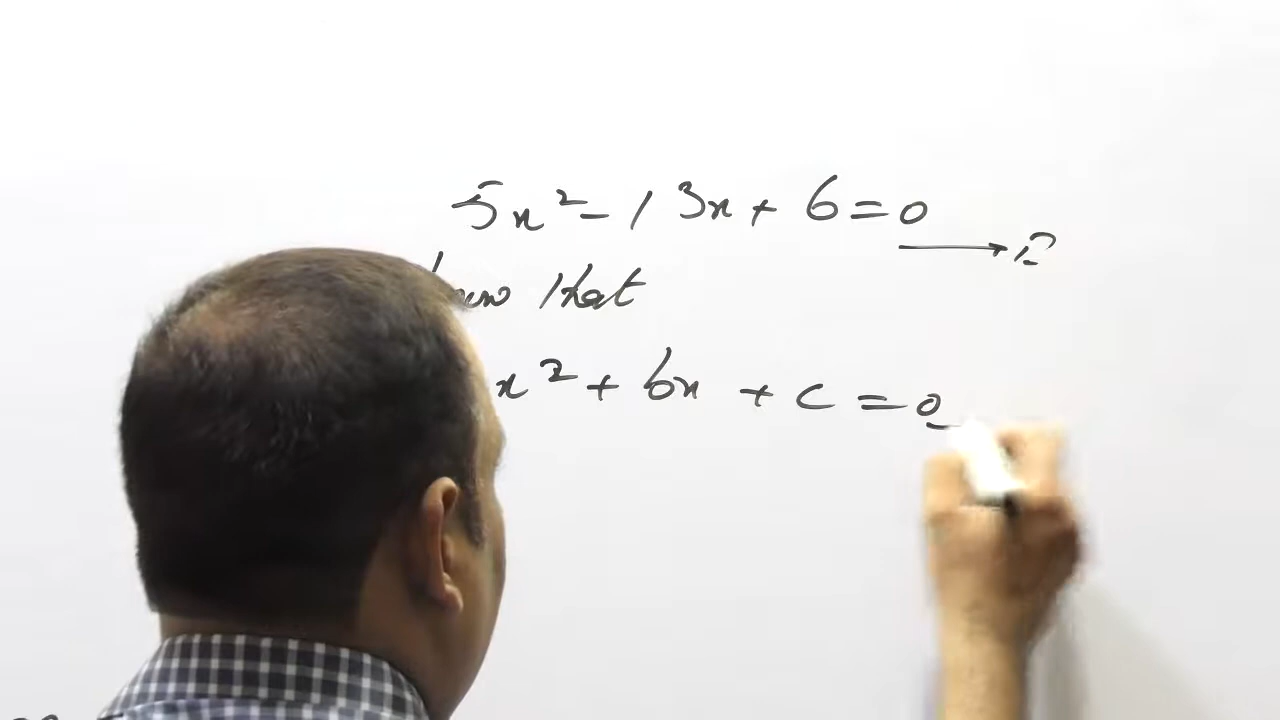 5x² - 13x + 6 = 0
that
x² + bx + c = 0